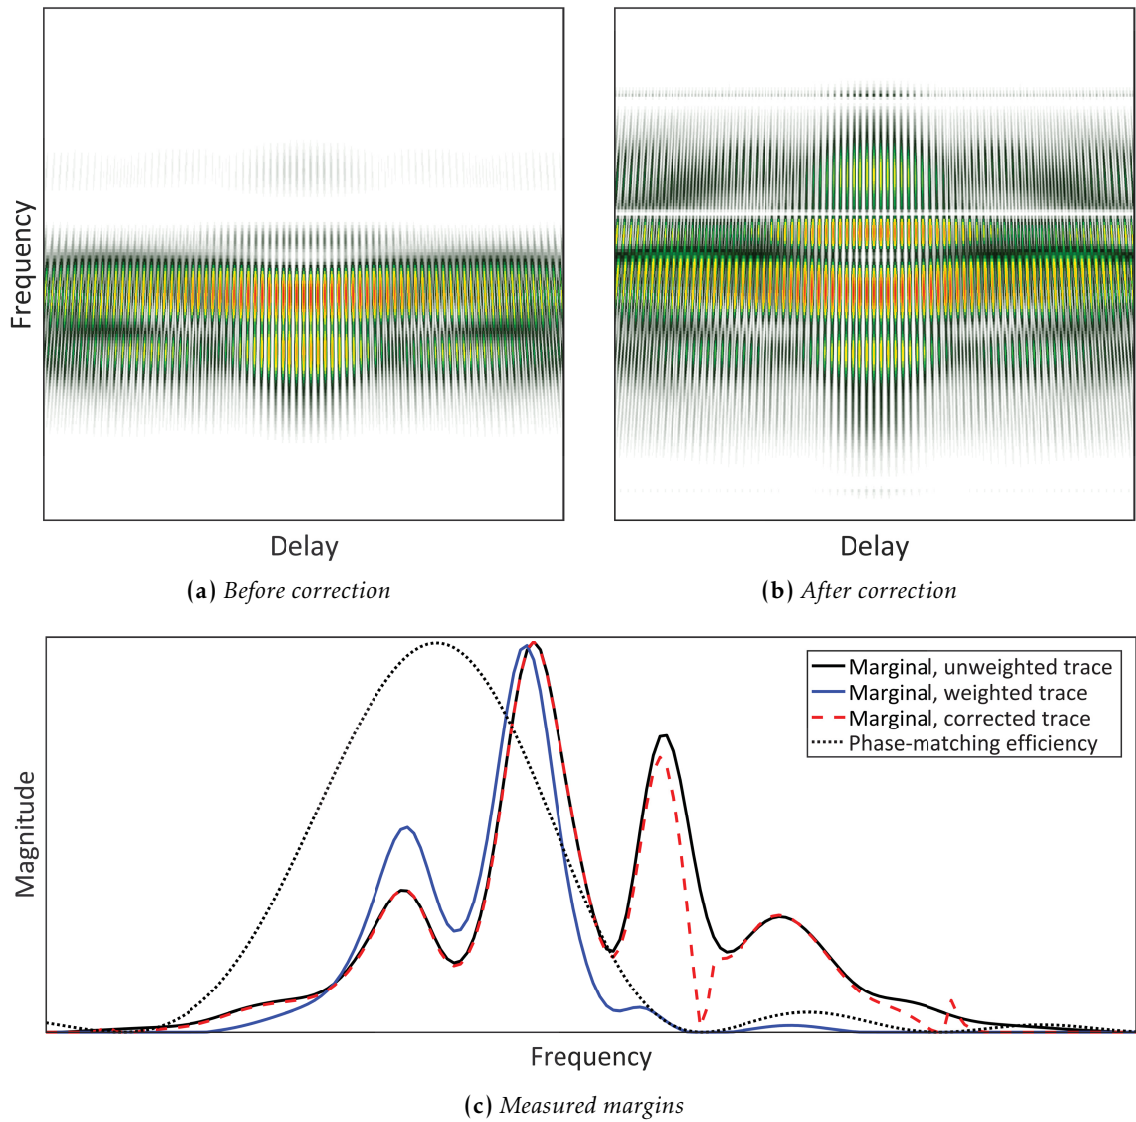 Frequency
Delay
Delay
(a) Before correction
(b) After correction
Magnitude
Marginal, unweighted trace
Marginal, weighted trace
Marginal, corrected trace
Phase-matching efficiency
Frequency
(c) Measured margins